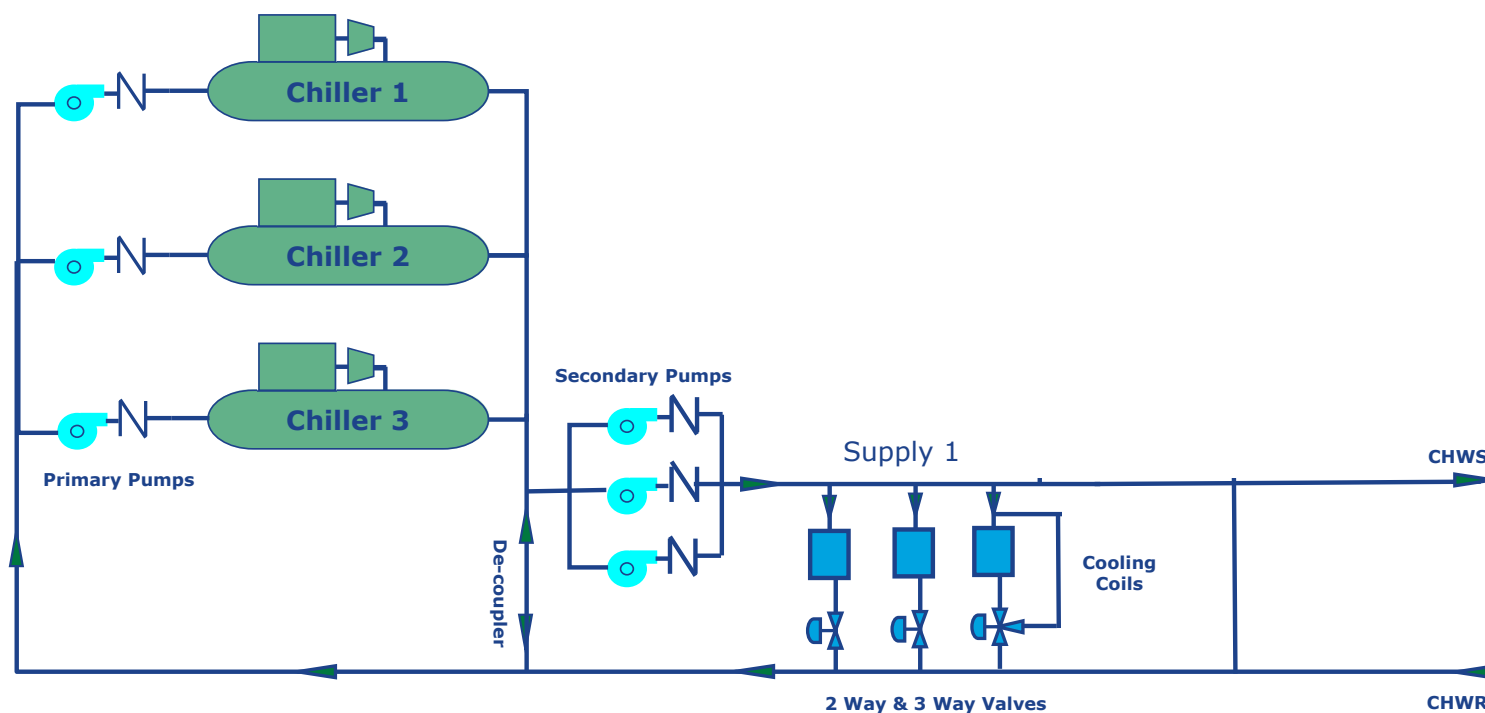 Chiller 1
Chiller 2
Chiller 3
Primary Pumps
Secondary Pumps
De-coupler
Supply 1
CHWS
Cooling
Coils
2 Way & 3 Way Valves
CHWR